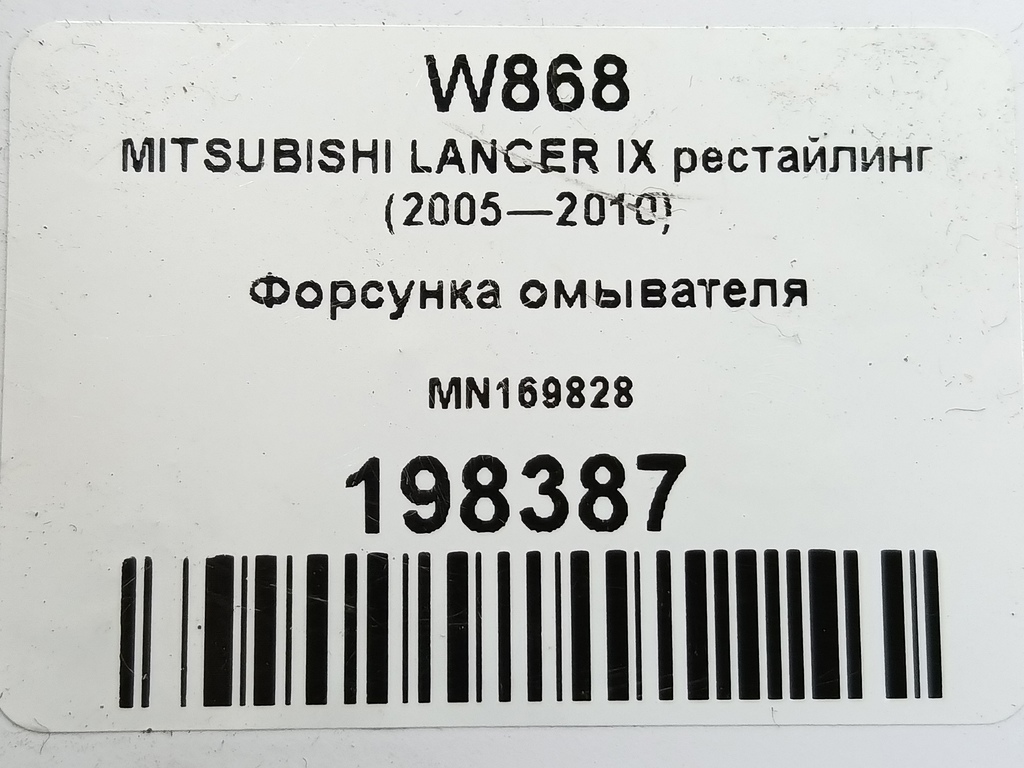 W868
MITSUBISHI LANCER IX рестайлинг
(2005—2010)
Форсунка омывателя
MN169828
198387